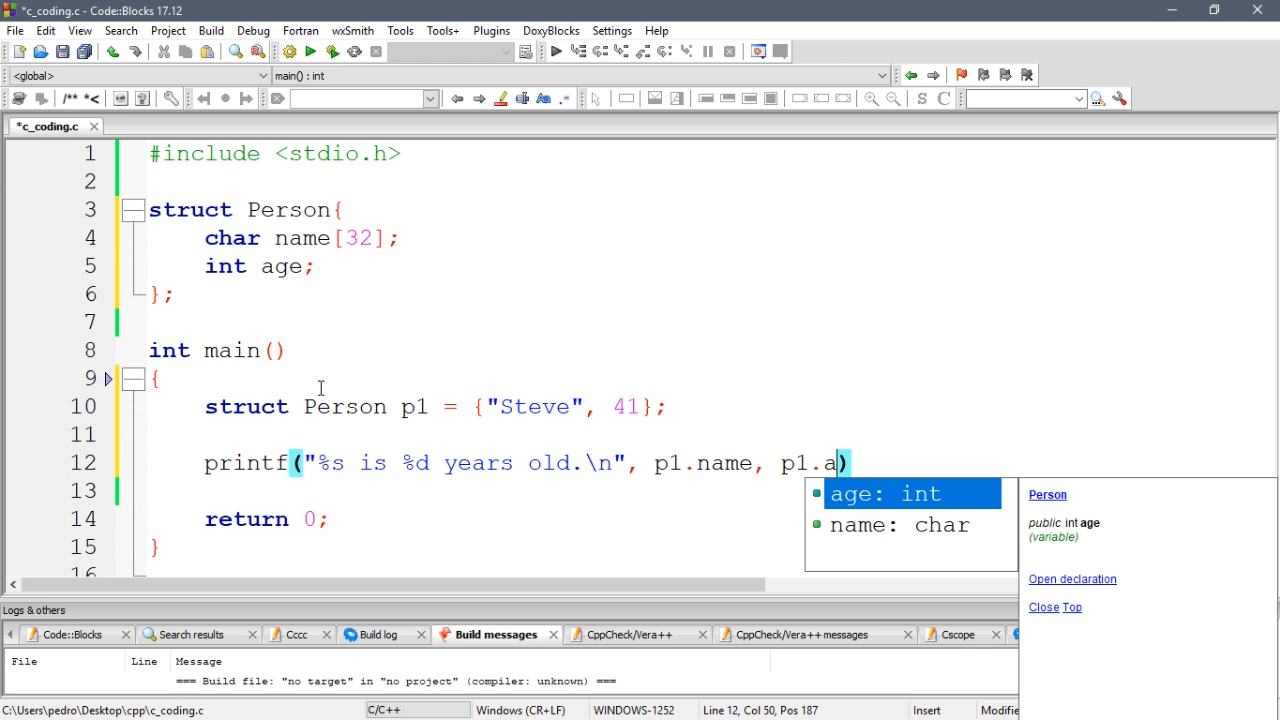 *c_coding.c - Code::Blocks 17.12
File Edit View Search Project Build Debug Fortran wxSmith Tools Tools+ Plugins DoxyBlocks Settings Help
<global> main() : int
/** *<
S C
*c_coding.c
1 #include <stdio.h>
2
3 struct Person{
4 char name[32];
5 int age;
6 };
7
8 int main()
9 {
10 struct Person p1 = {"Steve", 41};
11
12 printf("%s is %d years old.\n", p1.name, p1.a)
13
14 return 0;
15 }
16
age: int
name: char
Person
public int age
(variable)
Open declaration
Close Top
Logs & others
Code::Blocks Search results Cccc Build log Build messages CppCheck/Vera++ CppCheck/Vera++ messages Cscope
File Line Message
=== Build file: "no target" in "no project" (compiler: unknown) ===
C:\Users\pedro\Desktop\cpp\c_coding.c C/C++ Windows (CR+LF) WINDOWS-1252 Line 12, Col 50, Pos 187 Insert Modifie